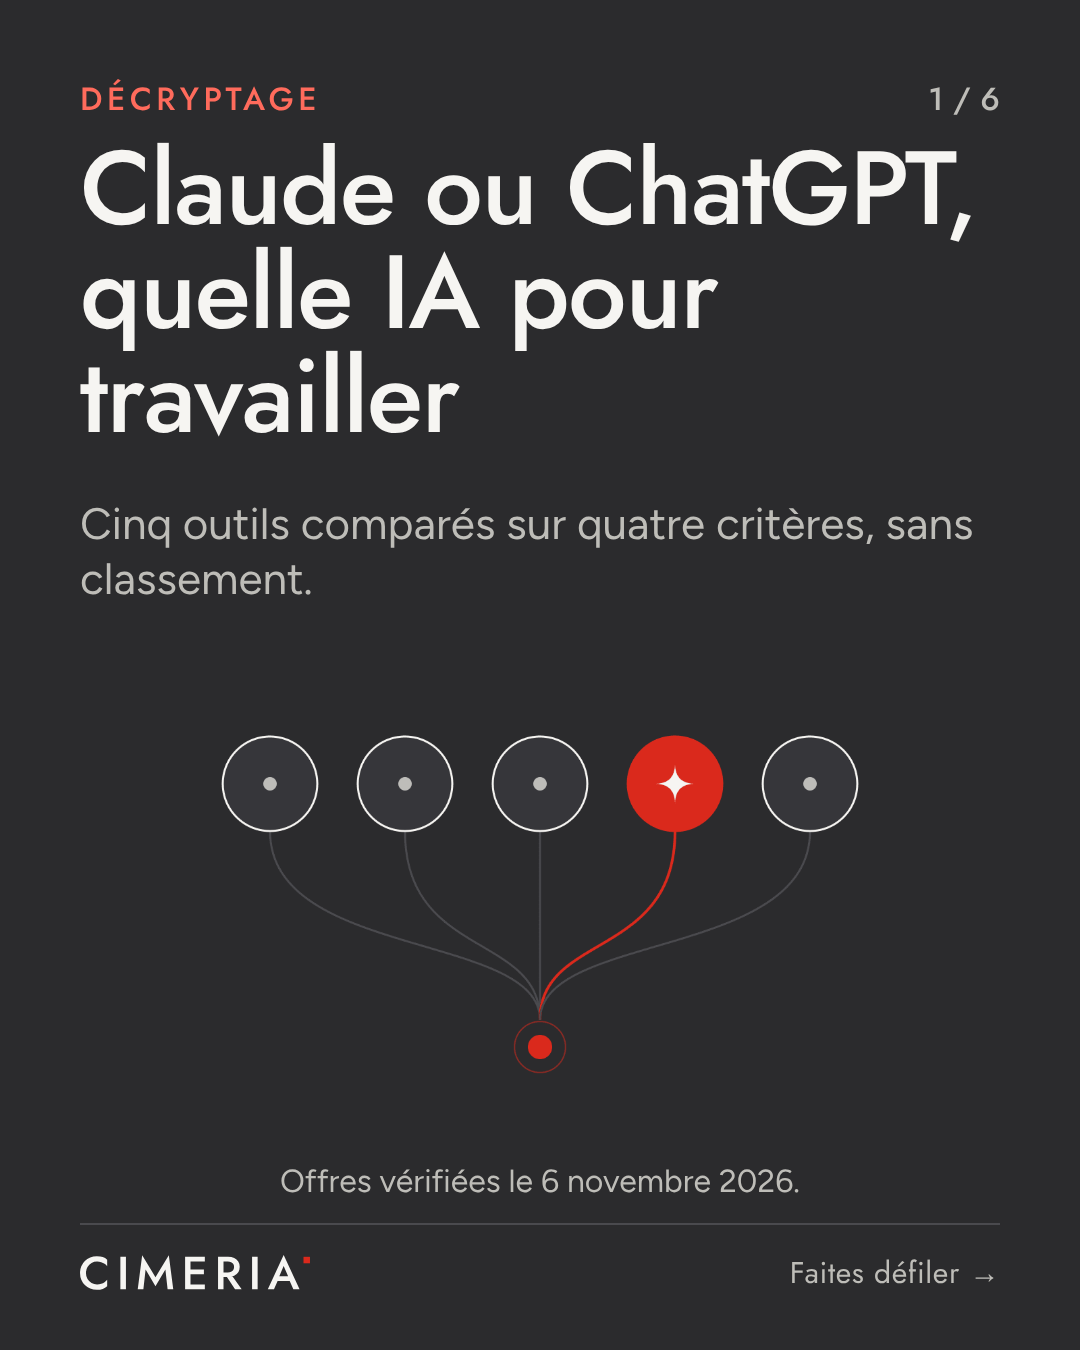 DÉCRYPTAGE
1 / 6
Claude ou ChatGPT,
quelle IA pour
travailler
Cinq outils comparés sur quatre critères, sans
classement.
Offres vérifiées le 6 novembre 2026.
CIMERIA
Faites défiler →